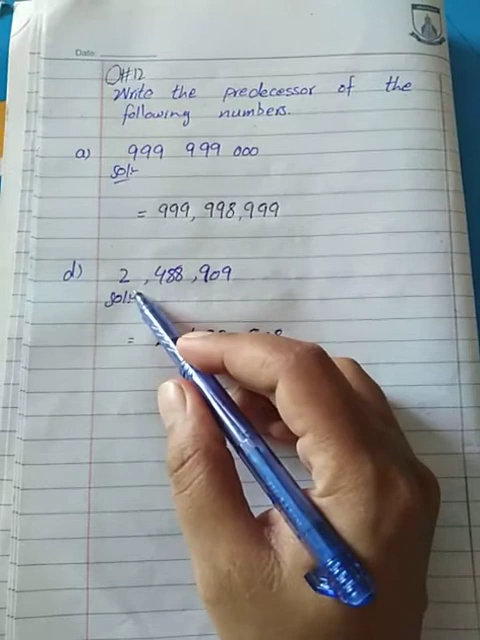 Date:
Q#12
Write the predecessor of the
following numbers.
a) 999 999 000
Sol:-
= 999,998,999
d) 2,488,909
Sol:-
=